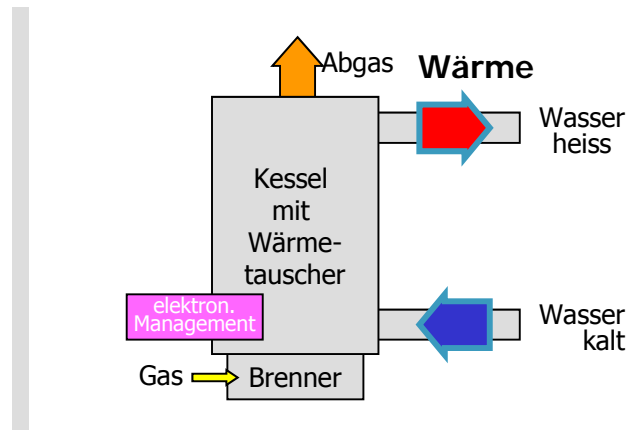 Abgas
Wärme
Wasser
heiss
Kessel
mit
Wärme-
tauscher
elektron.
Management
Wasser
kalt
Gas
Brenner